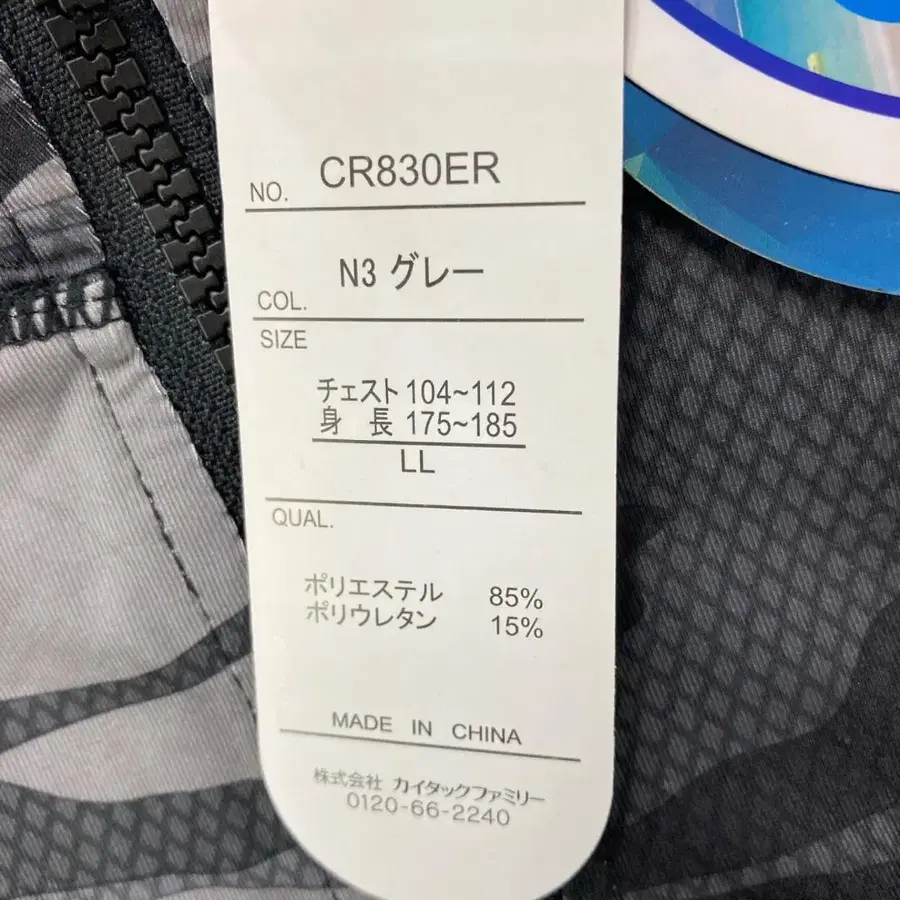 NO. CR830ER
COL. N3 グレー
SIZE
チェスト 104~112
身 長 175~185
LL
QUAL.
ポリエステル 85%
ポリウレタン 15%
MADE IN CHINA
株式会社 カイタックファミリー
0120-66-2240